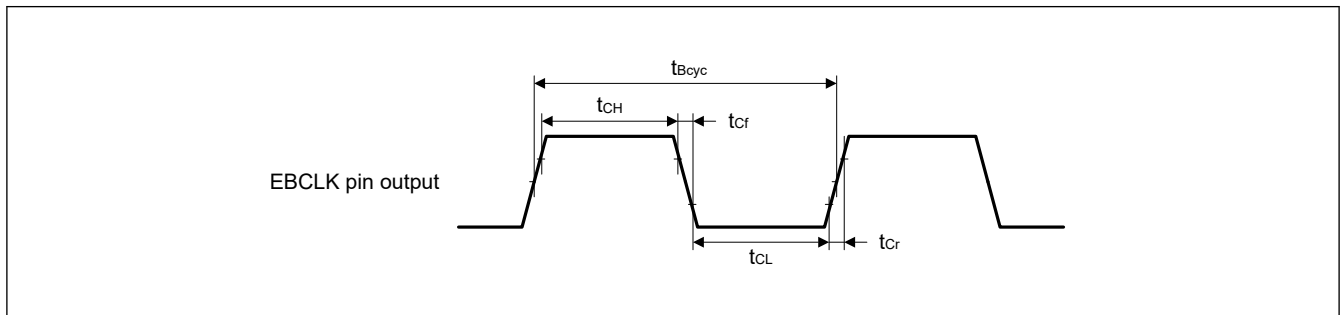 tBcyc
tCH
tCf
EBCLK pin output
tCL
tCr